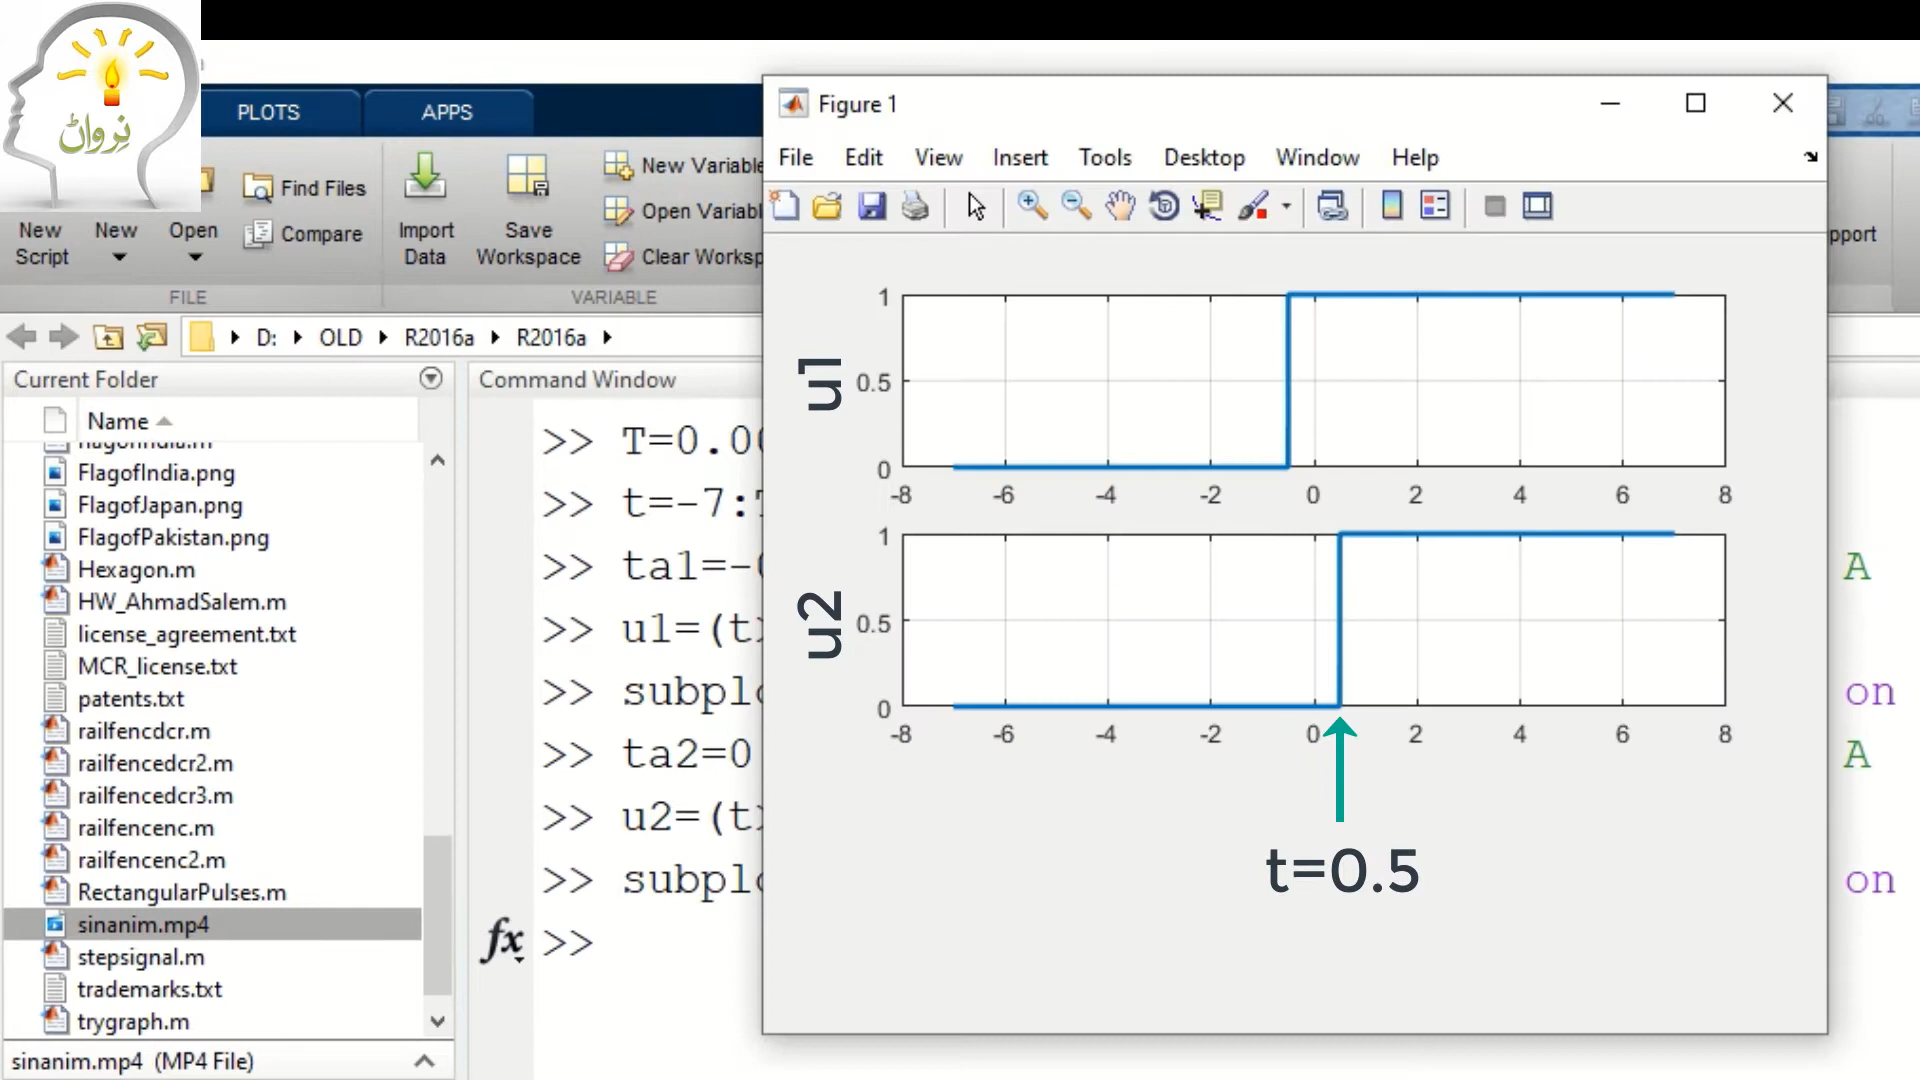 نِرواڻ
PLOTS
APPS
New Script
New
Open
Find Files
Compare
FILE
Import Data
Save Workspace
New Variable
Open
Clear
VARIABLE
D: OLD R2016a R2016a
Current Folder
Name
FlagofIndia.png
FlagofJapan.png
FlagofPakistan.png
Hexagon.m
HW_AhmadSalem.m
license_agreement.txt
MCR_license.txt
patents.txt
railfencdcr.m
railfencedcr2.m
railfencedcr3.m
railfencenc.m
railfencenc2.m
RectangularPulses.m
sinanim.mp4
stepsignal.m
trademarks.txt
trygraph.m
sinanim.mp4 (MP4 File)
Command Window
>> T=0.00
>> t=-7:
>> ta1=-
>> u1=(t
>> subpl
>> ta2=0
>> u2=(t
>> subpl
fx >>
A
on
A
on
Figure 1
File Edit View Insert Tools Desktop Window Help
u1
1
0.5
0
-8 -6 -4 -2 0 2 4 6 8
u2
1
0.5
0
-8 -6 -4 -2 0 2 4 6 8
t=0.5